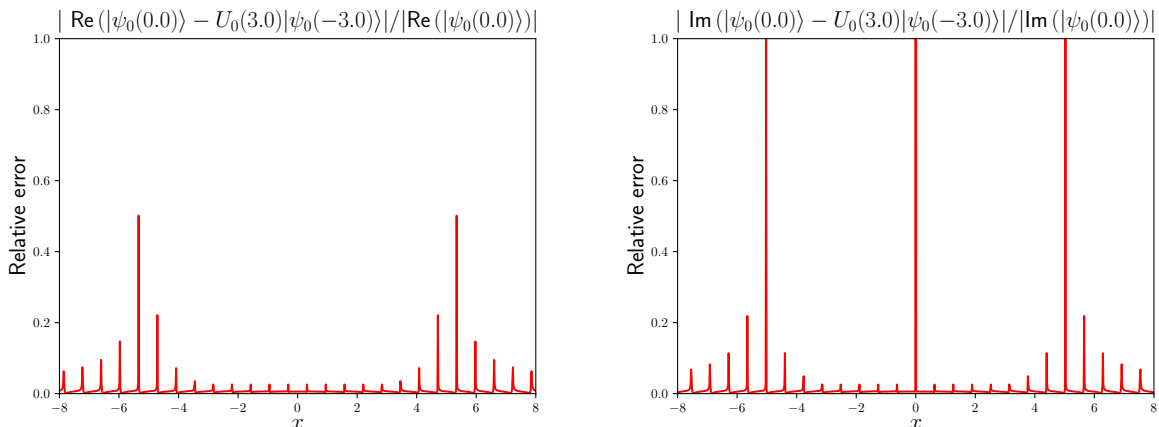 | Re (|ψ₀(0.0)⟩ − U₀(3.0)|ψ₀(−3.0)⟩|/|Re(|ψ₀(0.0)⟩)|
1.0
0.8
0.6
0.4
0.2
0.0
Relative error
−8 −6 −4 −2 0 2 4 6 8
x
| Im (|ψ₀(0.0)⟩ − U₀(3.0)|ψ₀(−3.0)⟩|/|Im(|ψ₀(0.0)⟩)|
1.0
0.8
0.6
0.4
0.2
0.0
Relative error
−8 −6 −4 −2 0 2 4 6 8
x